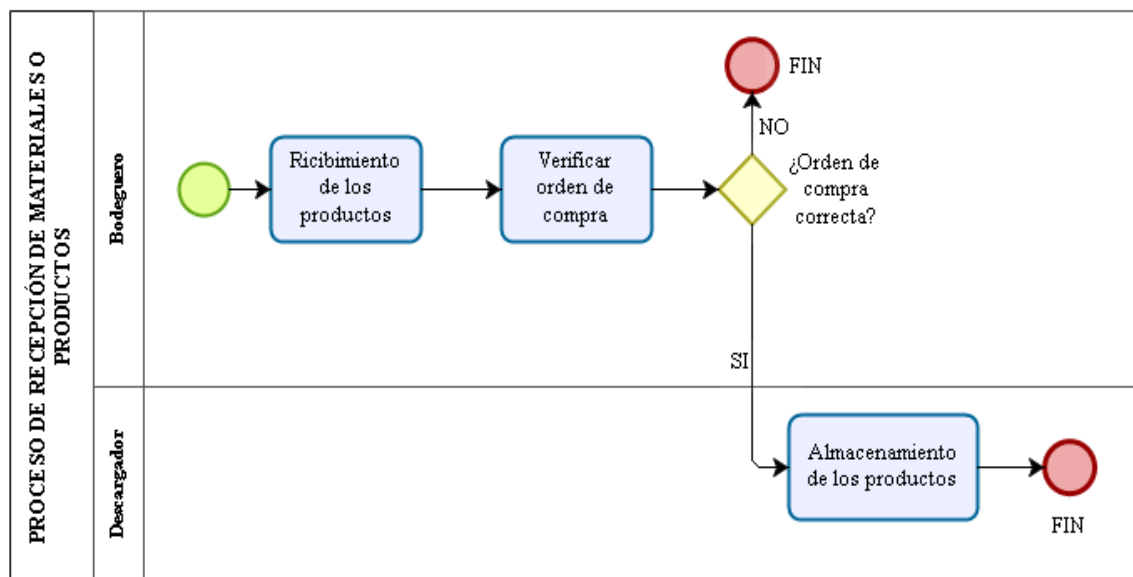 PROCESO DE RECEPCIÓN DE MATERIALES O
PRODUCTOS
Bodeguero
Ricibimiento
de los
productos
Verificar
orden de
compra
FIN
NO
¿Orden de
compra
correcta?
SI
Descargador
Almacenamiento
de los productos
FIN